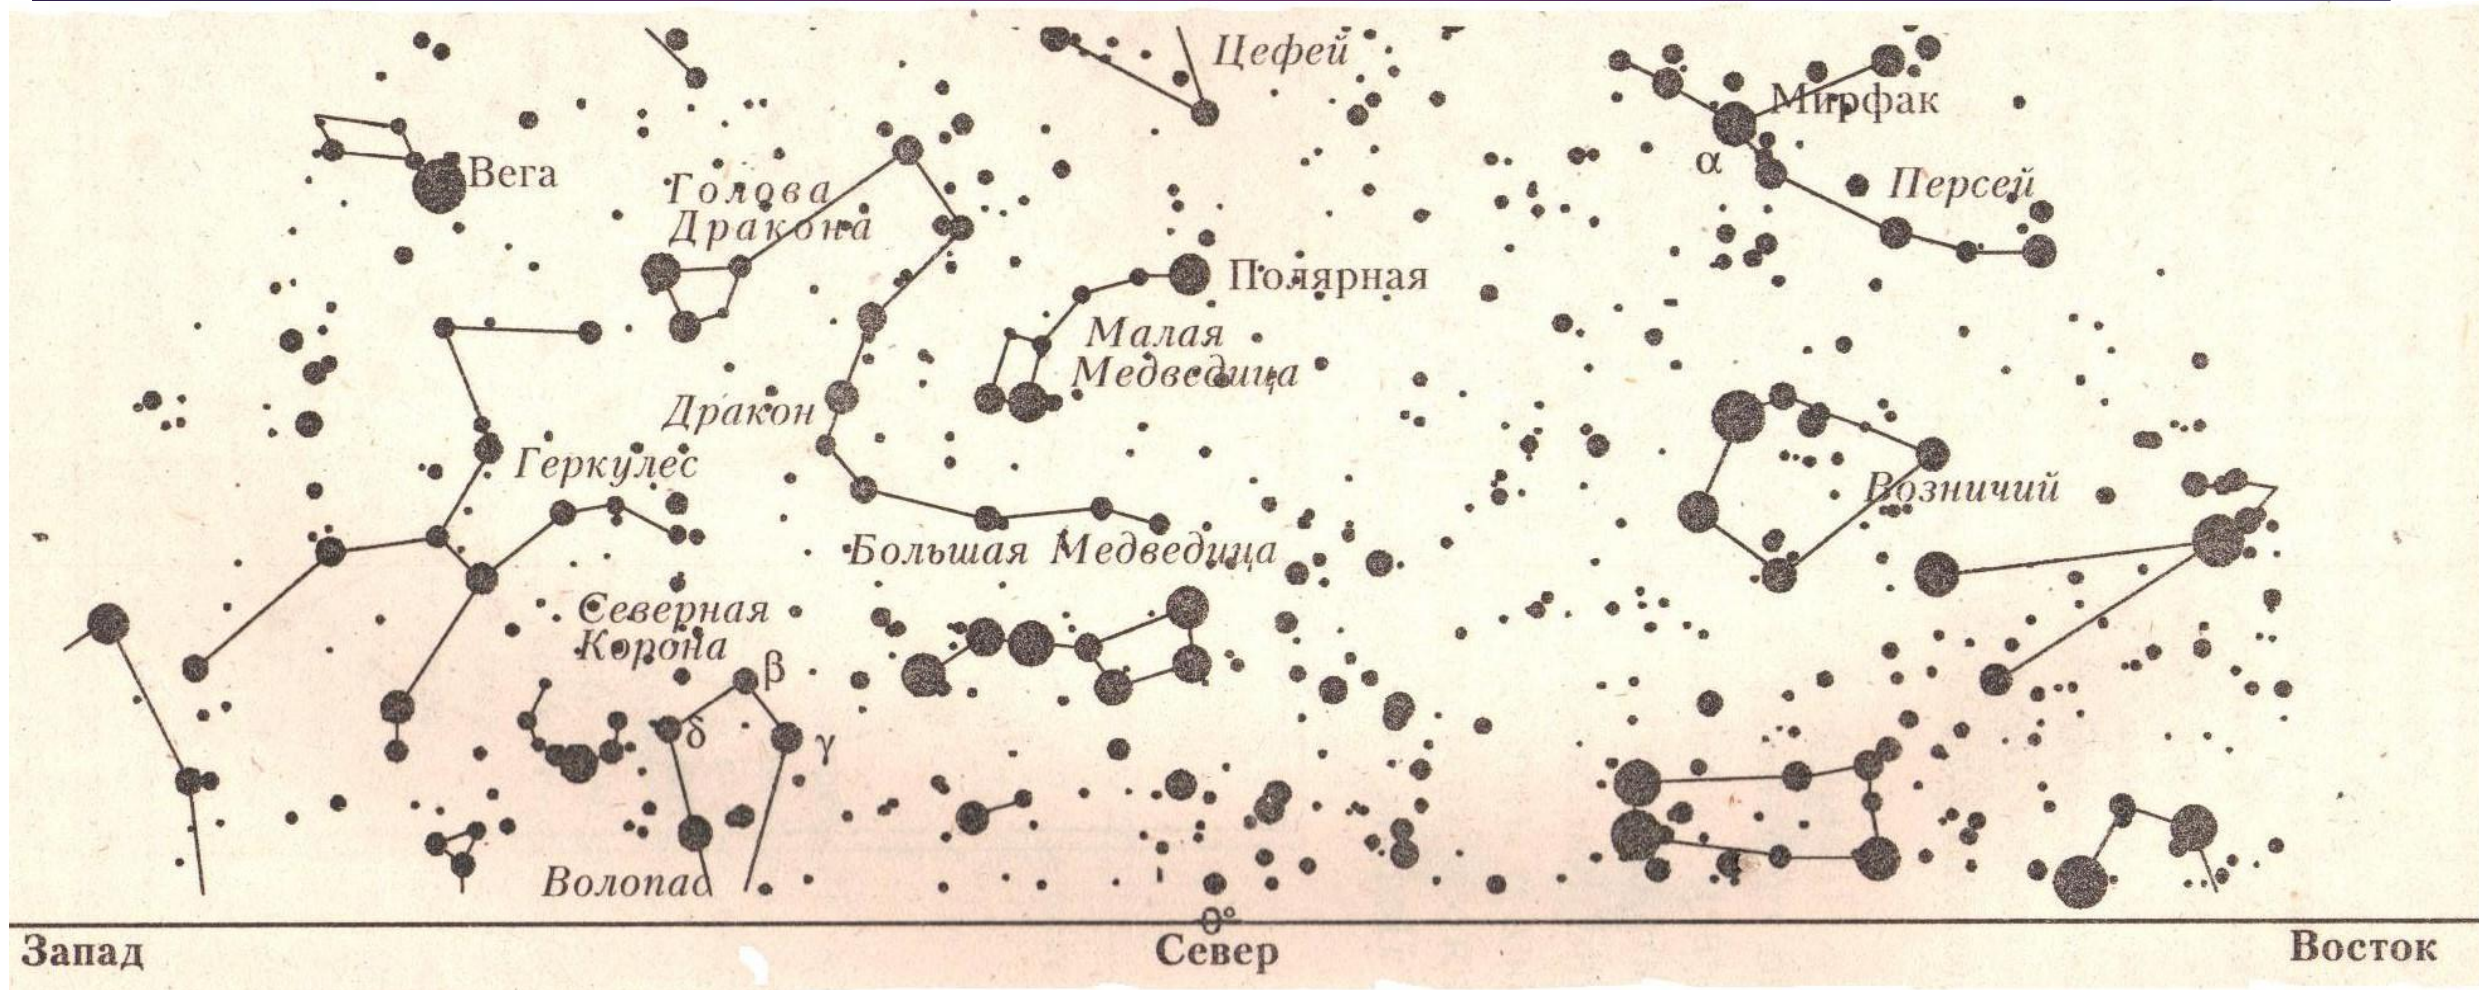 Цефей
Мирфак
α
Вега
Голова
Дракона
Персей
Полярная
Малая
Медведица
Дракон
Геркулес
Возничий
Большая Медведица
Северная
Корона
β
δ
γ
Волопас
0°
Запад
Север
Восток